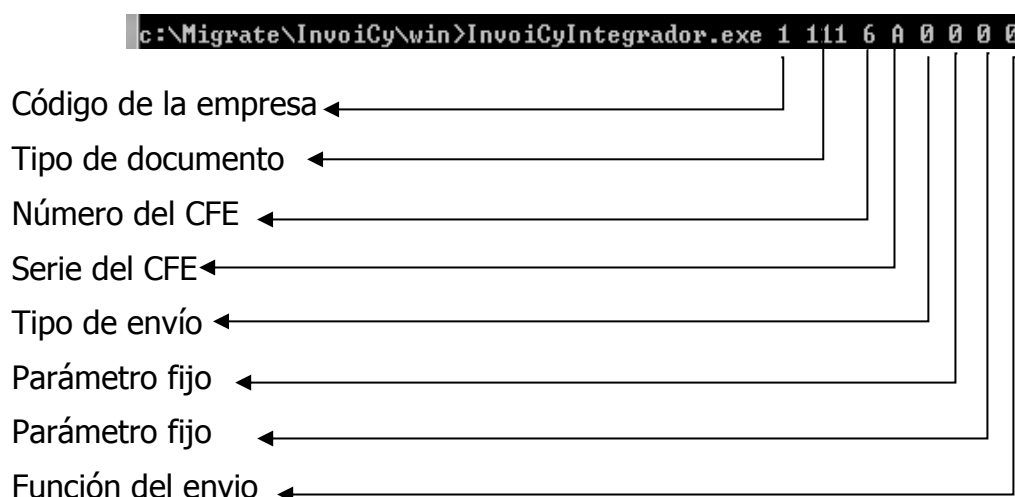 c:\Migrate\InvoiCy\win>InvoiCyIntegrador.exe 1 111 6 A 0 0 0 0
Código de la empresa
Tipo de documento
Número del CFE
Serie del CFE
Tipo de envío
Parámetro fijo
Parámetro fijo
Función del envio